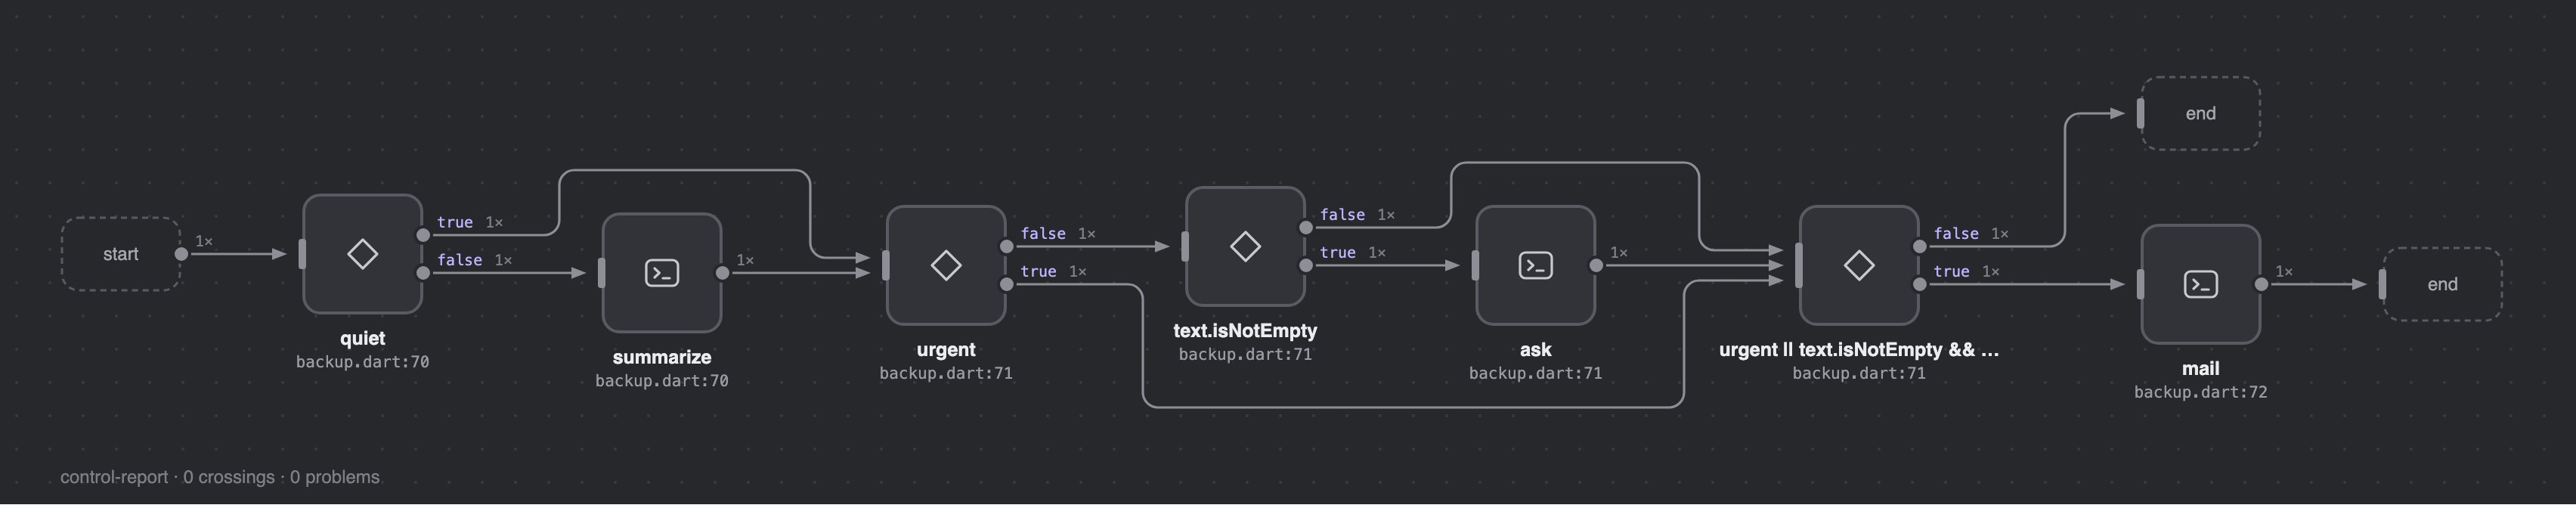 start
1×
true 1×
false 1×
quiet
backup.dart:70
1×
summarize
backup.dart:70
false 1×
true 1×
urgent
backup.dart:71
false 1×
true 1×
text.isNotEmpty
backup.dart:71
1×
ask
backup.dart:71
false 1×
true 1×
urgent || text.isNotEmpty && …
backup.dart:71
end
1×
mail
backup.dart:72
end
control-report · 0 crossings · 0 problems